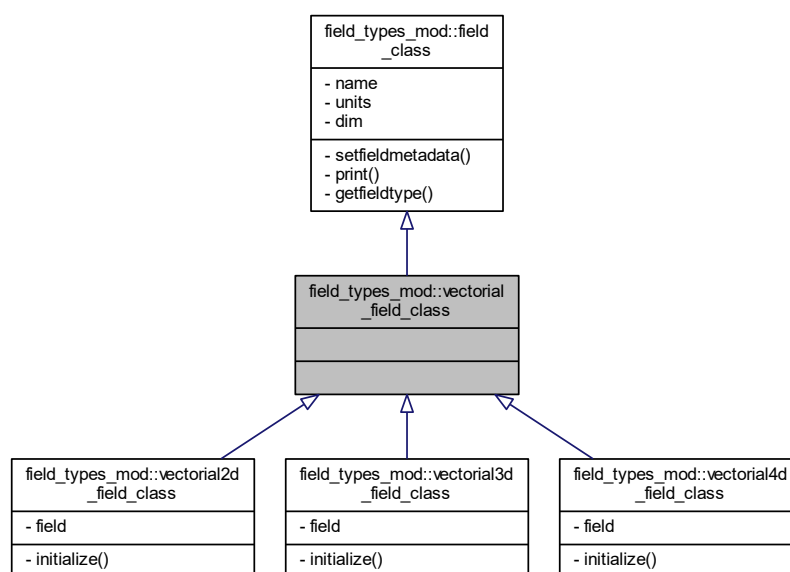 field_types_mod::field
_class
- name
- units
- dim
- setfieldmetadata()
- print()
- getfieldtype()
field_types_mod::vectorial
_field_class
field_types_mod::vectorial2d
_field_class
- field
- initialize()
field_types_mod::vectorial3d
_field_class
- field
- initialize()
field_types_mod::vectorial4d
_field_class
- field
- initialize()